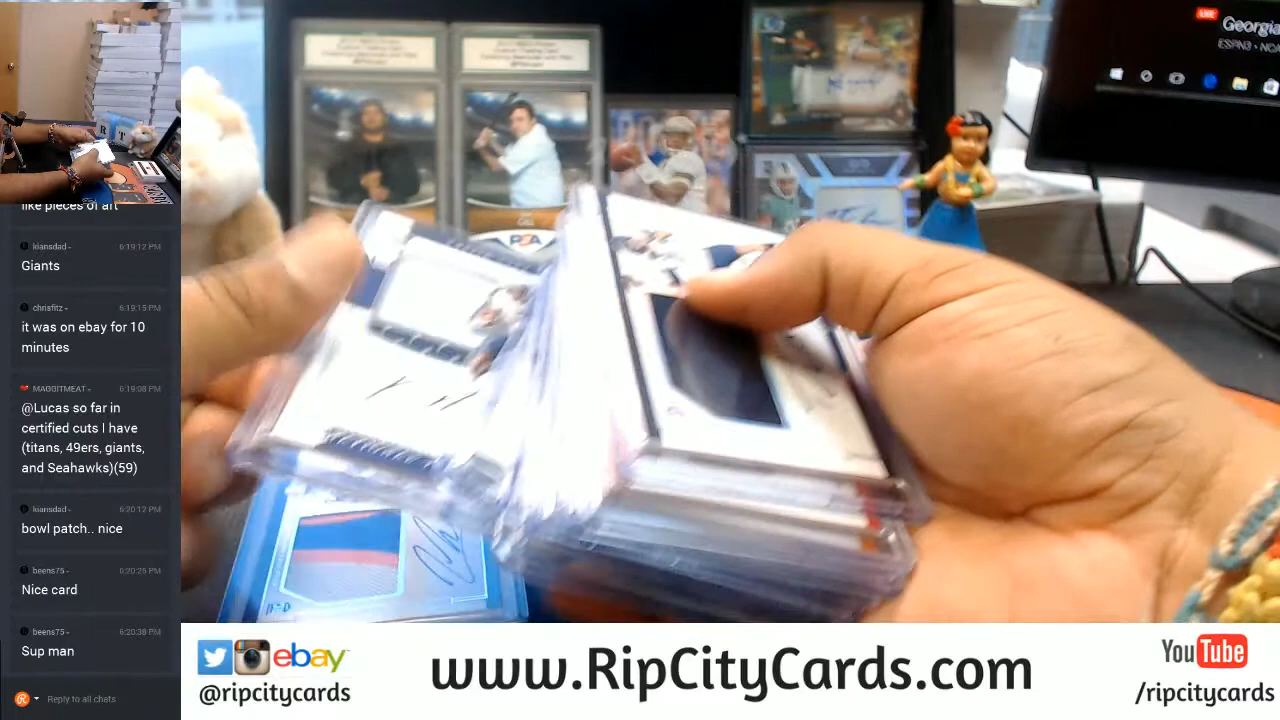 like pieces of art
kiansdad - 6:19:12 PM
Giants
chrisfitz - 6:19:15 PM
it was on ebay for 10
minutes
MAGGITMEAT - 6:19:08 PM
@Lucas so far in
certified cuts I have
(titans, 49ers, giants,
and Seahawks)(59)
kiansdad - 6:20:12 PM
bowl patch.. nice
beens75 - 6:20:25 PM
Nice card
beens75 - 6:20:39 PM
Sup man
Reply to all chats
LIVE Georgia
ESPN3 • NCA
PSA
ebay
@ripcitycards
www.RipCityCards.com
YouTube
/ripcitycards